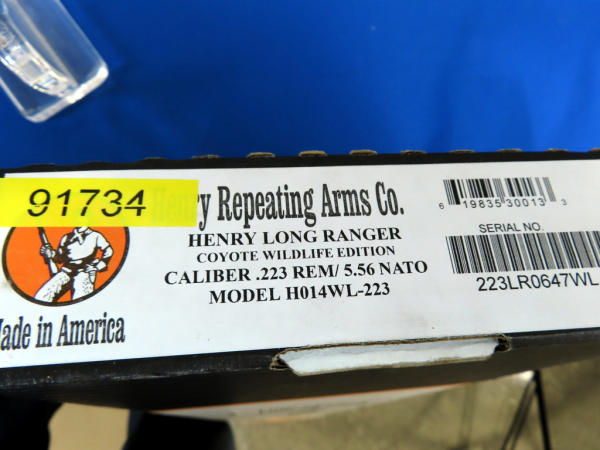 91734
Henry Repeating Arms Co.
HENRY LONG RANGER
COYOTE WILDLIFE EDITION
CALIBER .223 REM/ 5.56 NATO
MODEL H014WL-223
Made in America
6 19835 30013 3
SERIAL NO.
223LR0647WL